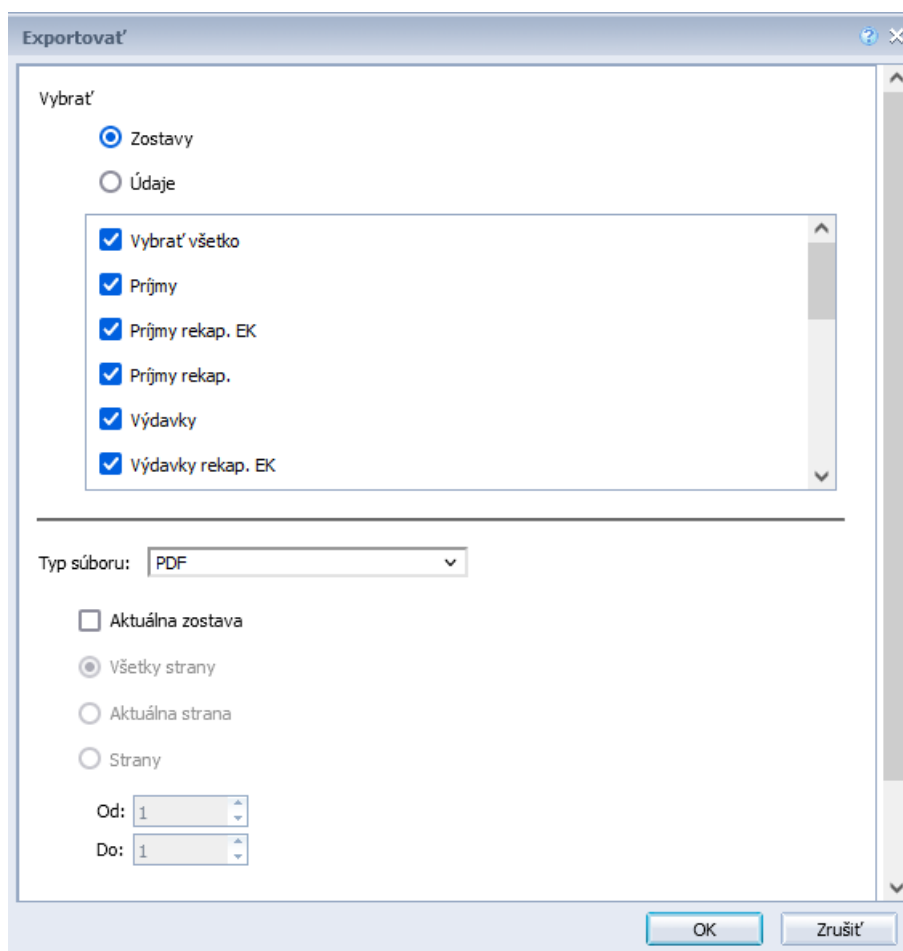 Exportovať
Vybrať
Zostavy
Údaje
Vybrať všetko
Príjmy
Príjmy rekap. EK
Príjmy rekap.
Výdavky
Výdavky rekap. EK
Typ súboru: PDF
Aktuálna zostava
Všetky strany
Aktuálna strana
Strany
Od: 1
Do: 1
OK Zrušiť